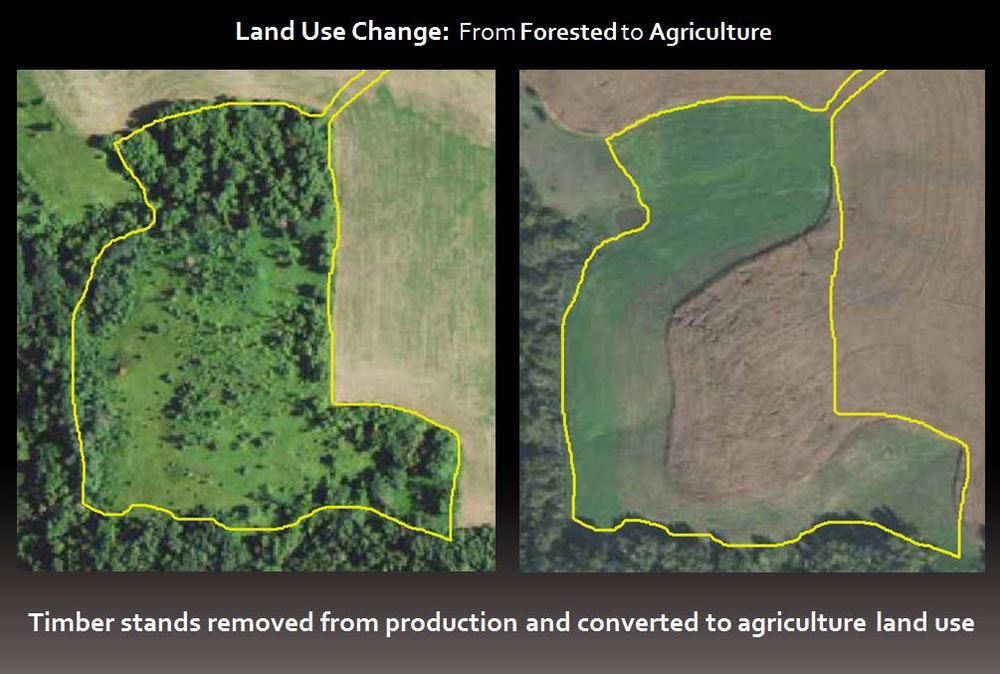 Land Use Change: From Forested to Agriculture
Timber stands removed from production and converted to agriculture land use